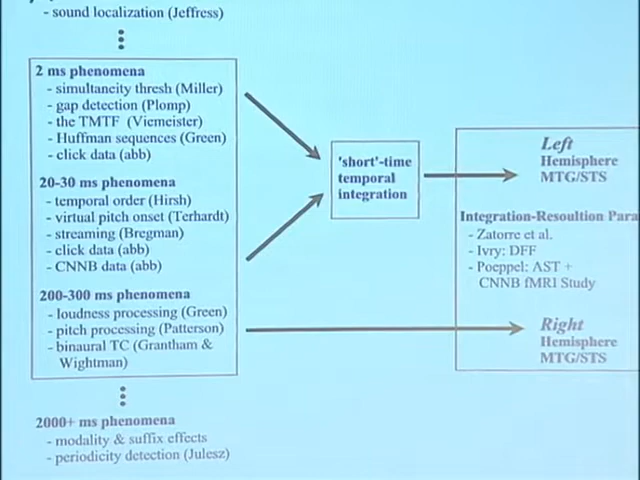 - sound localization (Jeffress)
2 ms phenomena
- simultaneity thresh (Miller)
- gap detection (Plomp)
- the TMTF (Viemeister)
- Huffman sequences (Green)
- click data (abb)
20-30 ms phenomena
- temporal order (Hirsh)
- virtual pitch onset (Terhardt)
- streaming (Bregman)
- click data (abb)
- CNNB data (abb)
200-300 ms phenomena
- loudness processing (Green)
- pitch processing (Patterson)
- binaural TC (Grantham &
Wightman)
2000+ ms phenomena
- modality & suffix effects
- periodicity detection (Julesz)
'short'-time
temporal
integration
Left
Hemisphere
MTG/STS
Integration-Resoultion Para
- Zatorre et al.
- Ivry: DFF
- Poeppel: AST +
CNNB fMRI Study
Right
Hemisphere
MTG/STS